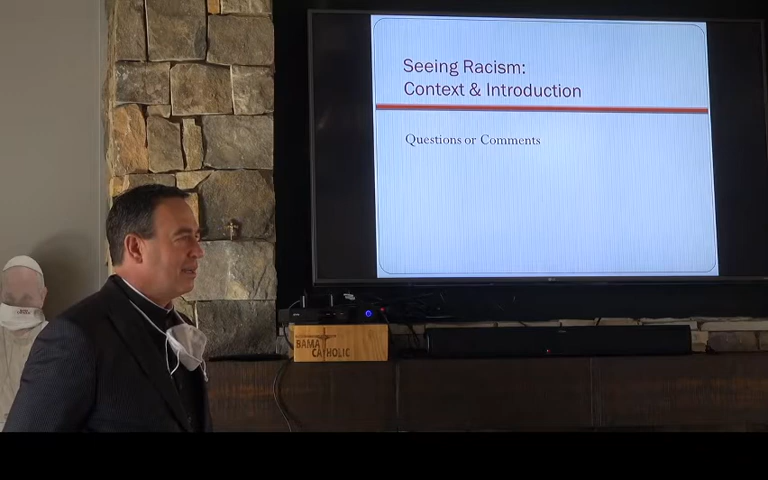 Seeing Racism:
Context & Introduction
Questions or Comments
BAMA
CATHOLIC